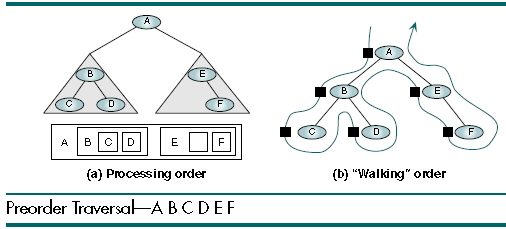 A
B
E
C
D
F
A B C D E F
(a) Processing order
A
B
E
C
D
F
(b) "Walking" order
Preorder Traversal—A B C D E F